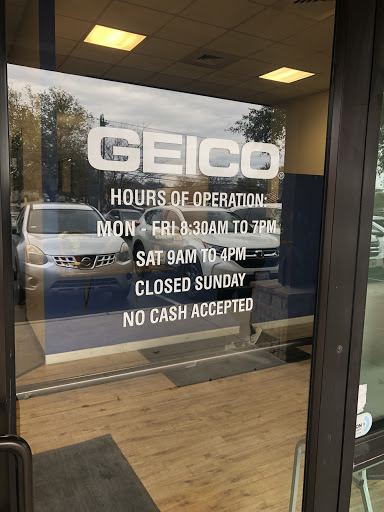 GEICO®
HOURS OF OPERATION:
MON - FRI 8:30AM TO 7PM
SAT 9AM TO 4PM
CLOSED SUNDAY
NO CASH ACCEPTED